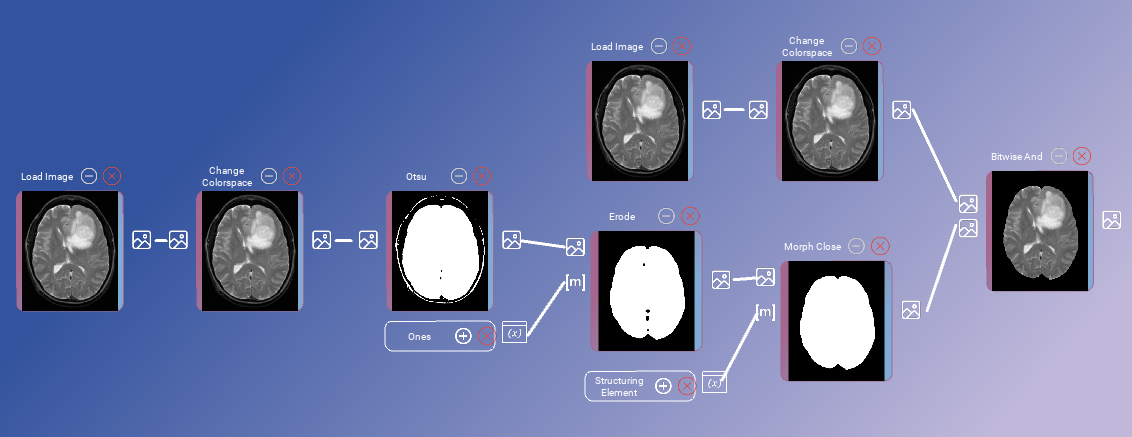 Load Image
Change
Colorspace
Bitwise And
Load Image
Change
Colorspace
Otsu
Erode
Morph Close
[m]
Ones
(x)
[m]
Structuring
Element
(x)